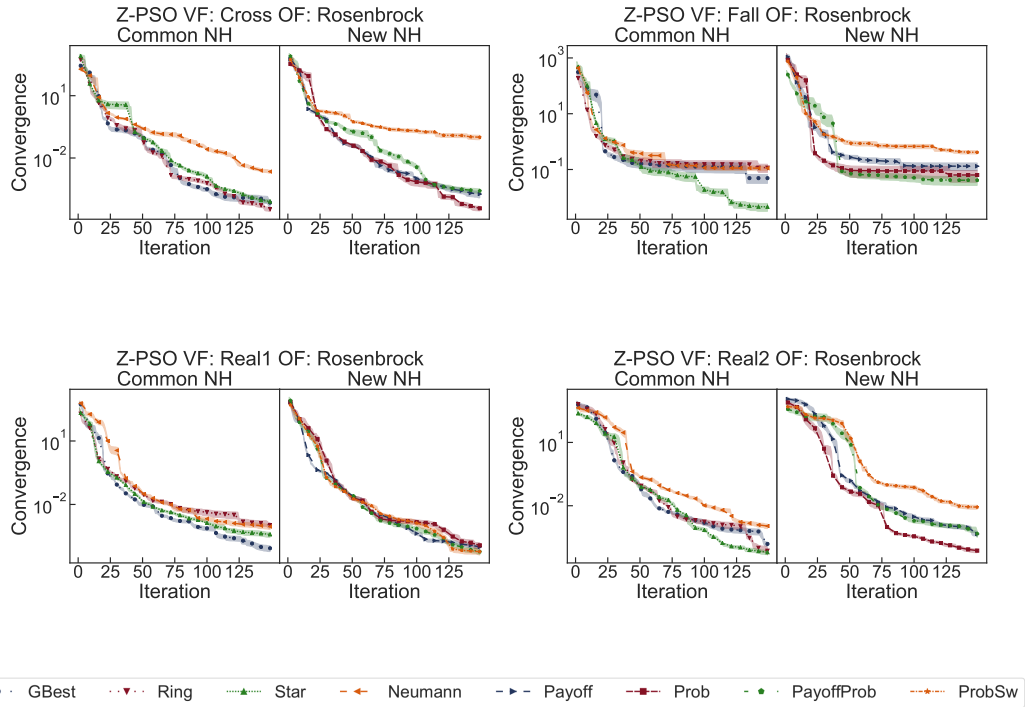 Z-PSO VF: Cross OF: Rosenbrock
Common NH
New NH
Convergence
10^1
10^-2
0 25 50 75 100 125
0 25 50 75 100 125
Iteration
Iteration
Z-PSO VF: Fall OF: Rosenbrock
Common NH
New NH
Convergence
10^3
10^1
10^-1
0 25 50 75 100 125
0 25 50 75 100 125
Iteration
Iteration
Z-PSO VF: Real1 OF: Rosenbrock
Common NH
New NH
Convergence
10^1
10^-2
0 25 50 75 100 125
0 25 50 75 100 125
Iteration
Iteration
Z-PSO VF: Real2 OF: Rosenbrock
Common NH
New NH
Convergence
10^1
10^-2
0 25 50 75 100 125
0 25 50 75 100 125
Iteration
Iteration
GBest Ring Star Neumann Payoff Prob PayoffProb ProbSw